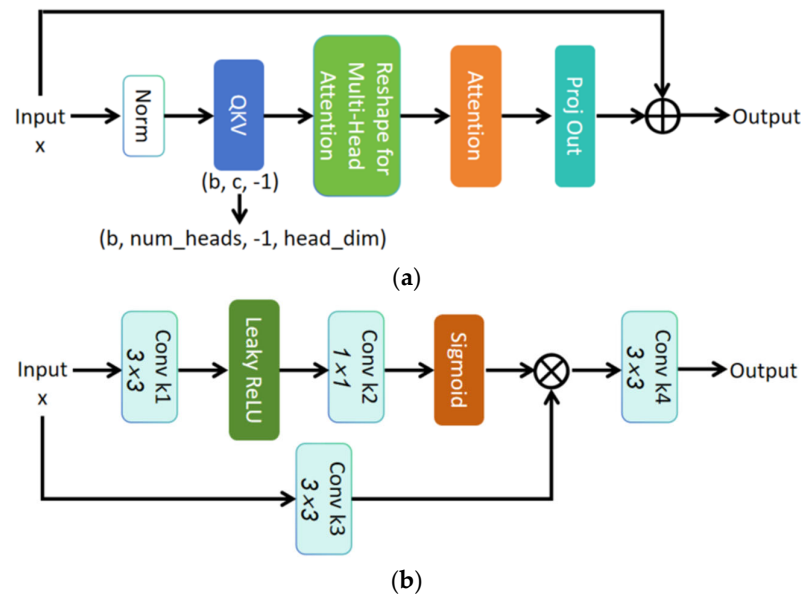 Input
x
Norm
QKV
Reshape for
Multi-Head
Attention
Attention
Proj Out
Output
(b, c, -1)
(b, num_heads, -1, head_dim)
(a)
Input
x
Conv k1
3×3
Leaky ReLU
Conv k2
1×1
Sigmoid
Conv k4
3×3
Output
Conv k3
3×3
(b)